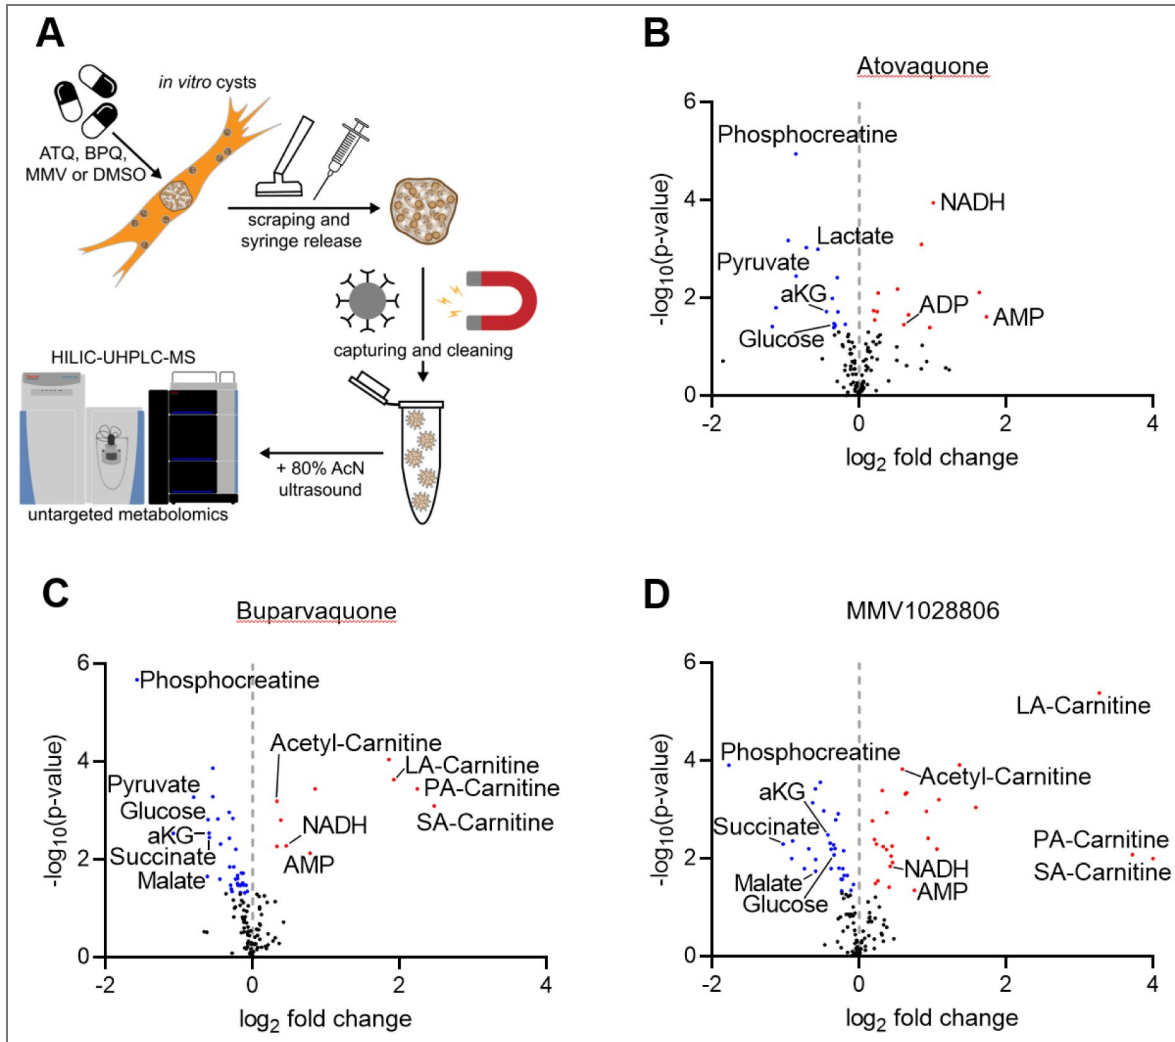 A
in vitro cysts
ATQ, BPQ,
MMV or DMSO
scraping and
syringe release
capturing and cleaning
HILIC-UHPLC-MS
+ 80% AcN
ultrasound
untargeted metabolomics
B
Atovaquone
6
4
2
0
-log10(p-value)
Phosphocreatine
NADH
Lactate
Pyruvate
aKG
ADP
AMP
Glucose
-2
0
2
4
log2 fold change
C
Buparvaquone
6
4
2
0
-log10(p-value)
Phosphocreatine
Acetyl-Carnitine
LA-Carnitine
Pyruvate
PA-Carnitine
Glucose
SA-Carnitine
NADH
aKG
Succinate
AMP
Malate
-2
0
2
4
log2 fold change
D
MMV1028806
6
4
2
0
-log10(p-value)
LA-Carnitine
Phosphocreatine
Acetyl-Carnitine
aKG
Succinate
PA-Carnitine
SA-Carnitine
NADH
Malate
AMP
Glucose
-2
0
2
4
log2 fold change